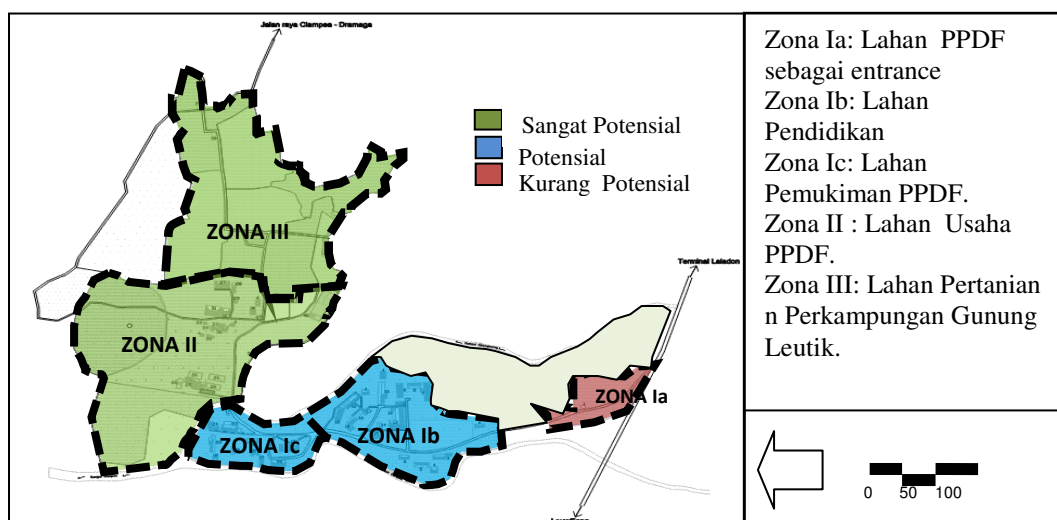 Jalan raya Ciampea - Dramaga
Sangat Potensial
Potensial
Kurang Potensial
ZONA III
Terminal Laladon
ZONA II
ZONA Ia
ZONA Ib
ZONA Ic
Zona Ia: Lahan PPDF
sebagai entrance
Zona Ib: Lahan
Pendidikan
Zona Ic: Lahan
Pemukiman PPDF.
Zona II : Lahan Usaha
PPDF.
Zona III: Lahan Pertanian
n Perkampungan Gunung
Leutik.
0 50 100